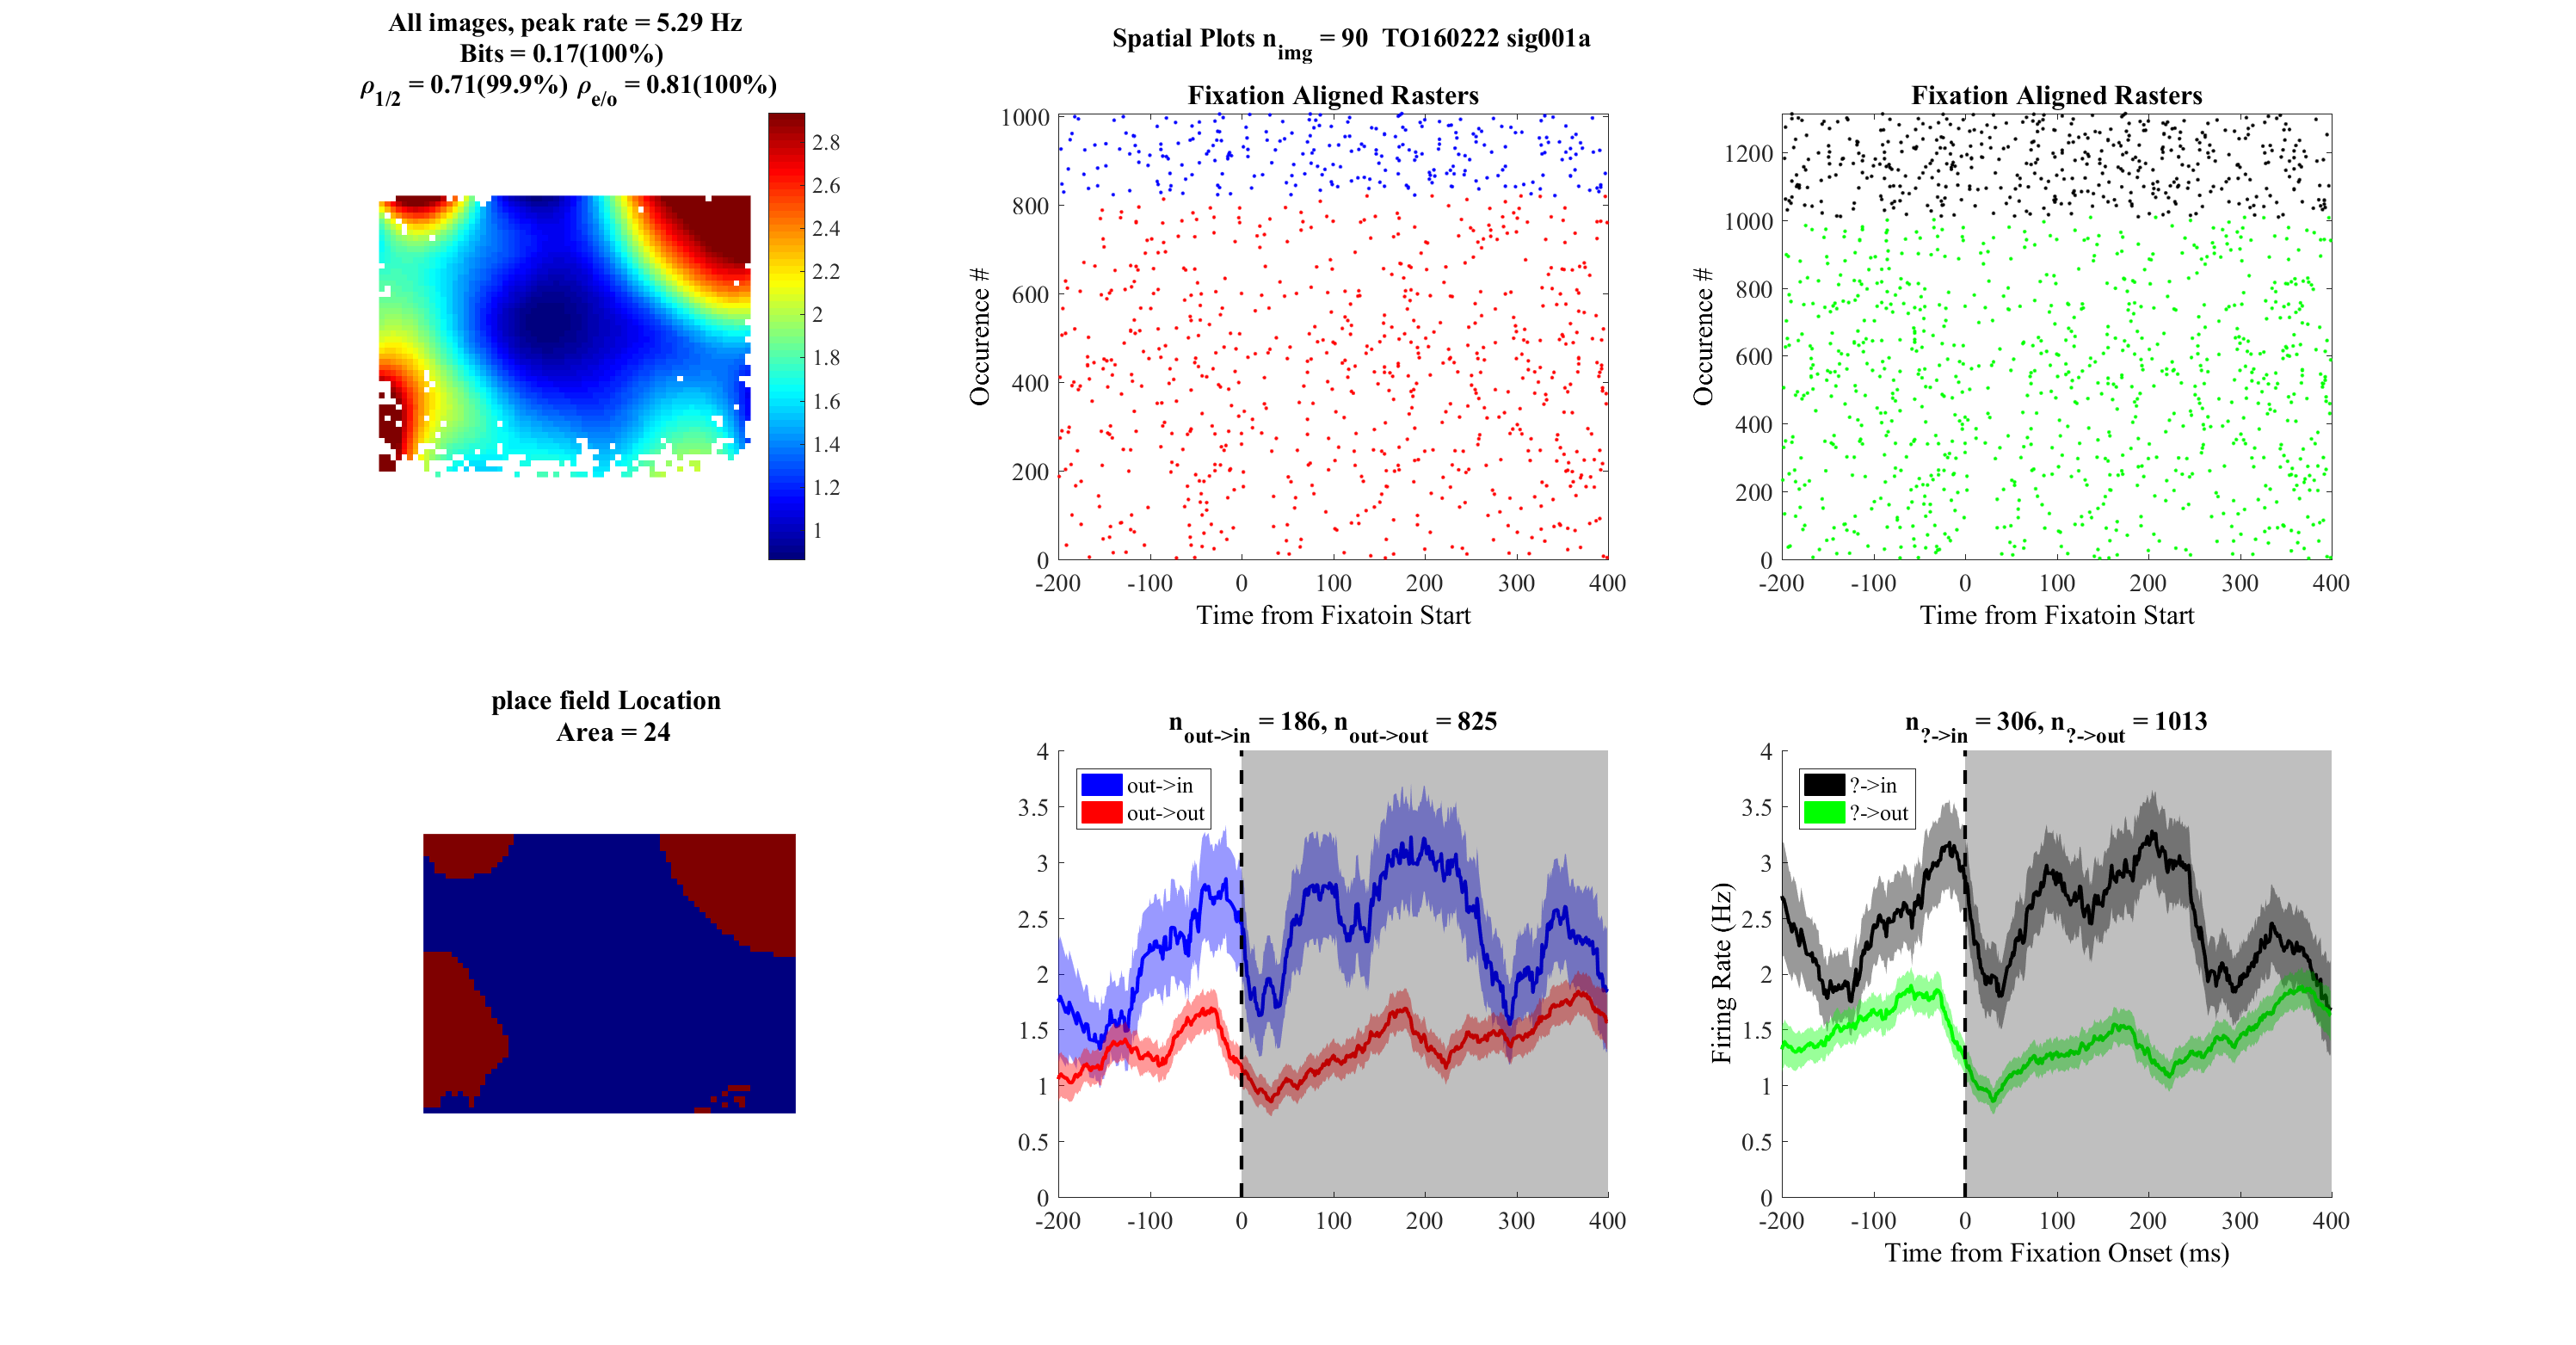 All images, peak rate = 5.29 Hz
Bits = 0.17(100%)
ρ1/2 = 0.71(99.9%) ρe/o = 0.81(100%)
2.8
2.6
2.4
2.2
2
1.8
1.6
1.4
1.2
1
Spatial Plots nimg = 90 TO160222 sig001a
Fixation Aligned Rasters
Occurence #
1000
800
600
400
200
0
-200 -100 0 100 200 300 400
Time from Fixatoin Start
Fixation Aligned Rasters
Occurence #
1200
1000
800
600
400
200
0
-200 -100 0 100 200 300 400
Time from Fixatoin Start
place field Location
Area = 24
nout->in = 186, nout->out = 825
out->in
out->out
4
3.5
3
2.5
2
1.5
1
0.5
0
-200 -100 0 100 200 300 400
n?->in = 306, n?->out = 1013
?->in
?->out
Firing Rate (Hz)
4
3.5
3
2.5
2
1.5
1
0.5
0
-200 -100 0 100 200 300 400
Time from Fixation Onset (ms)